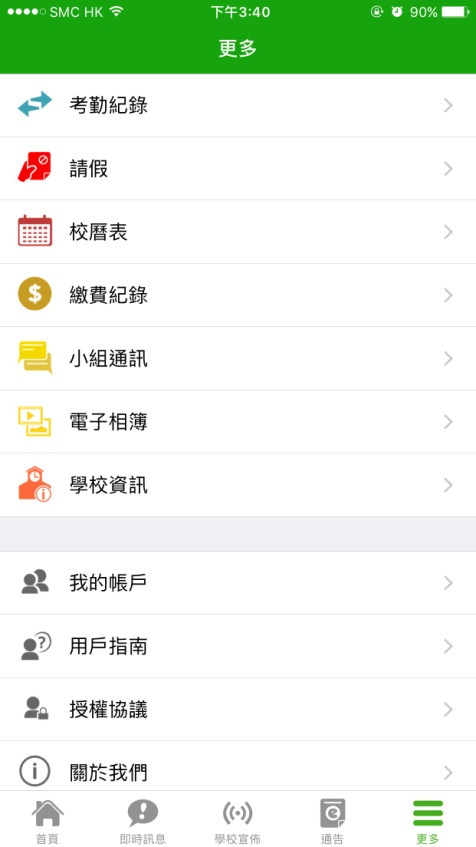 SMC HK 下午3:40 90%
更多
考勤紀錄
請假
校曆表
繳費紀錄
小組通訊
電子相簿
學校資訊
我的帳戶
用戶指南
授權協議
關於我們
首頁 即時訊息 學校宣佈 通告 更多